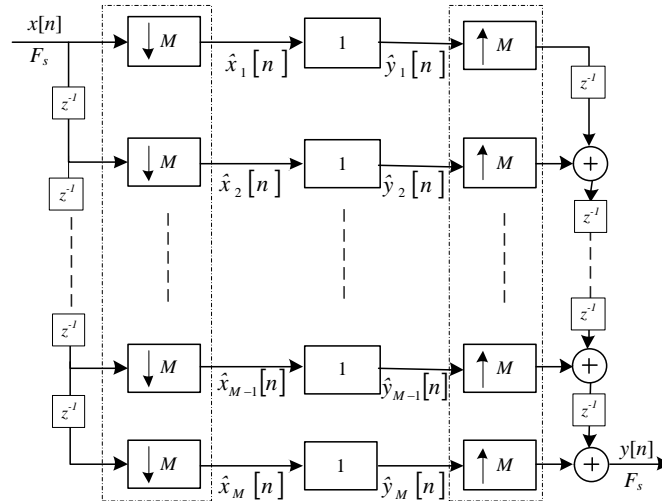 x[n]
F_s
z^{-1}
↓ M
x̂_1[n]
1
ŷ_1[n]
↑ M
z^{-1}
z^{-1}
↓ M
x̂_2[n]
1
ŷ_2[n]
↑ M
+
z^{-1}
z^{-1}
↓ M
x̂_{M-1}[n]
1
ŷ_{M-1}[n]
↑ M
z^{-1}
+
z^{-1}
↓ M
x̂_M[n]
1
ŷ_M[n]
↑ M
z^{-1}
+
y[n]
F_s